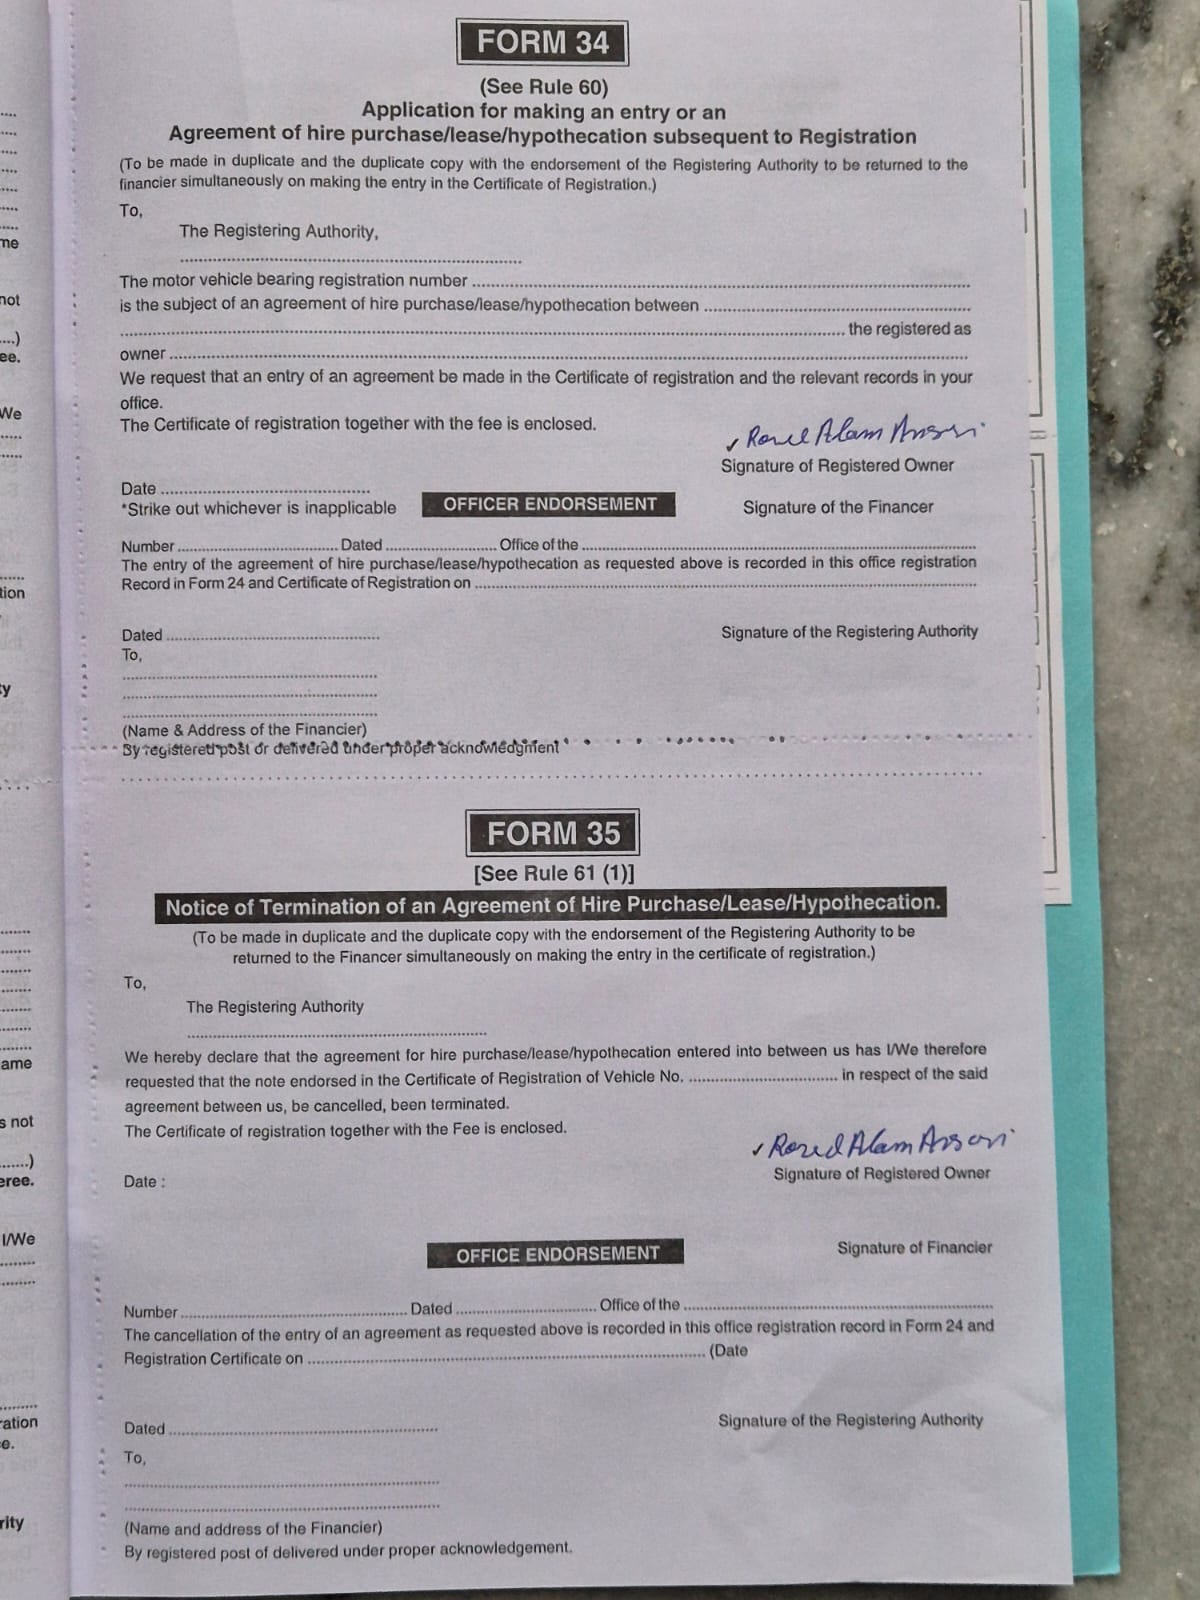 FORM 34
(See Rule 60)
Application for making an entry or an
Agreement of hire purchase/lease/hypothecation subsequent to Registration
(To be made in duplicate and the duplicate copy with the endorsement of the Registering Authority to be returned to the
financier simultaneously on making the entry in the Certificate of Registration.)
To,
The Registering Authority,
................................................................
The motor vehicle bearing registration number ................................................................
is the subject of an agreement of hire purchase/lease/hypothecation between ................................
................................................................ the registered as
owner ................................................................
We request that an entry of an agreement be made in the Certificate of registration and the relevant records in your
office.
The Certificate of registration together with the fee is enclosed.
Alam
Signature of Registered Owner
Date ................................
*Strike out whichever is inapplicable OFFICER ENDORSEMENT Signature of the Financer
Number ................................ Dated ................................ Office of the ................................
The entry of the agreement of hire purchase/lease/hypothecation as requested above is recorded in this office registration
Record in Form 24 and Certificate of Registration on ................................
Dated ................................ Signature of the Registering Authority
To,
................................
................................
................................
(Name & Address of the Financier)
By registered post or delivered under proper acknowledgment
FORM 35
[See Rule 61 (1)]
Notice of Termination of an Agreement of Hire Purchase/Lease/Hypothecation.
(To be made in duplicate and the duplicate copy with the endorsement of the Registering Authority to be
returned to the Financer simultaneously on making the entry in the certificate of registration.)
To,
The Registering Authority
................................
We hereby declare that the agreement for hire purchase/lease/hypothecation entered into between us has I/We therefore
requested that the note endorsed in the Certificate of Registration of Vehicle No. ................................ in respect of the said
agreement between us, be cancelled, been terminated.
The Certificate of registration together with the Fee is enclosed.
Alam
Signature of Registered Owner
Date :
OFFICE ENDORSEMENT Signature of Financier
Number ................................ Dated ................................ Office of the ................................
The cancellation of the entry of an agreement as requested above is recorded in this office registration record in Form 24 and
Registration Certificate on ................................ (Date
Dated ................................ Signature of the Registering Authority
To,
................................
................................
(Name and address of the Financier)
By registered post of delivered under proper acknowledgement.